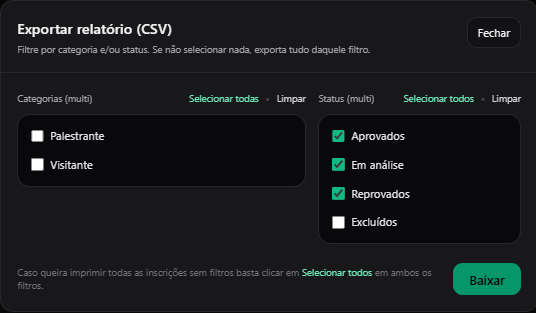 Exportar relatório (CSV)
Fechar
Filtre por categoria e/ou status. Se não selecionar nada, exporta tudo daquele filtro.
Categorias (multi) Selecionar todas • Limpar
Status (multi) Selecionar todos • Limpar
Palestrante
Visitante
Aprovados
Em análise
Reprovados
Excluídos
Caso queira imprimir todas as inscrições sem filtros basta clicar em Selecionar todos em ambos os
filtros.
Baixar